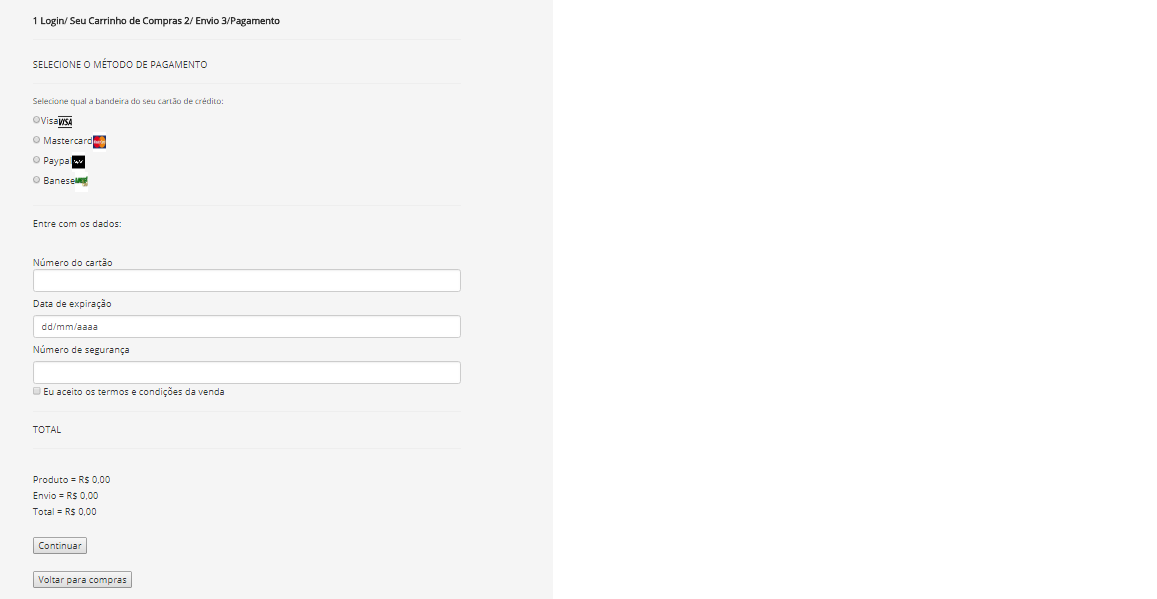 1 Login/ Seu Carrinho de Compras 2/ Envio 3/Pagamento
SELECIONE O MÉTODO DE PAGAMENTO
Selecione qual a bandeira do seu cartão de crédito:
Visa VISA
Mastercard
Paypal
Banese
Entre com os dados:
Número do cartão
Data de expiração
dd/mm/aaaa
Número de segurança
Eu aceito os termos e condições da venda
TOTAL
Produto = R$ 0,00
Envio = R$ 0,00
Total = R$ 0,00
Continuar
Voltar para compras